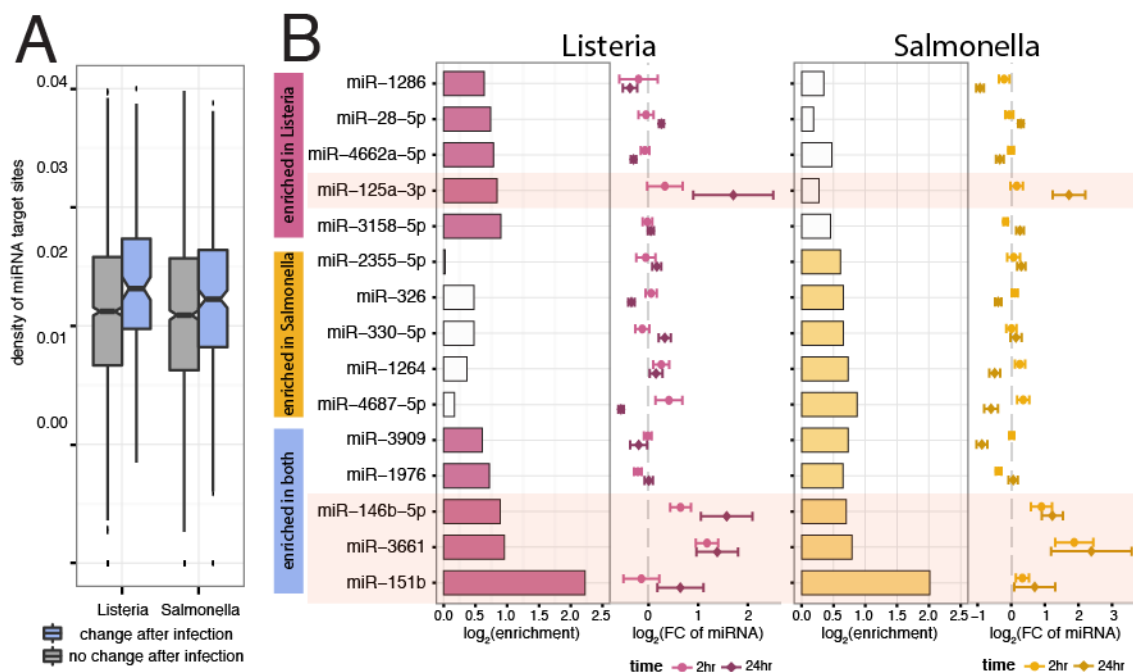 A
B
Listeria
Salmonella
density of miRNA target sites
0.04
0.03
0.02
0.01
0.00
Listeria
Salmonella
change after infection
no change after infection
enriched in Listeria
enriched in Salmonella
enriched in both
miR−1286
miR−28−5p
miR−4662a−5p
miR−125a−3p
miR−3158−5p
miR−2355−5p
miR−326
miR−330−5p
miR−1264
miR−4687−5p
miR−3909
miR−1976
miR−146b−5p
miR−3661
miR−151b
0.0 0.5 1.0 1.5 2.0 2.5
log2(enrichment)
0 1 2
log2(FC of miRNA)
0.0 0.5 1.0 1.5 2.0 2.5
log2(enrichment)
−1 0 1 2 3
log2(FC of miRNA)
time 2hr 24hr
time 2hr 24hr